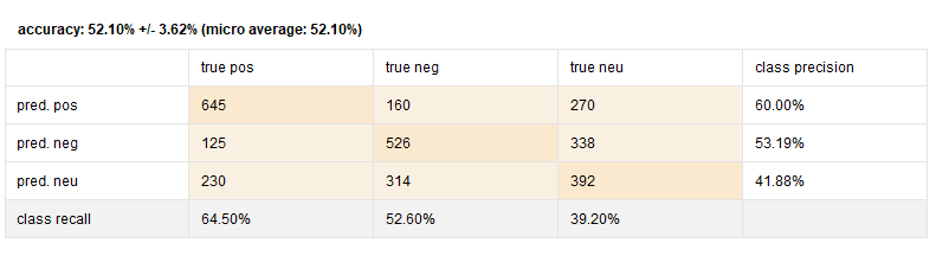 accuracy: 52.10% +/- 3.62% (micro average: 52.10%)
true pos true neg true neu class precision
pred. pos 645 160 270 60.00%
pred. neg 125 526 338 53.19%
pred. neu 230 314 392 41.88%
class recall 64.50% 52.60% 39.20%